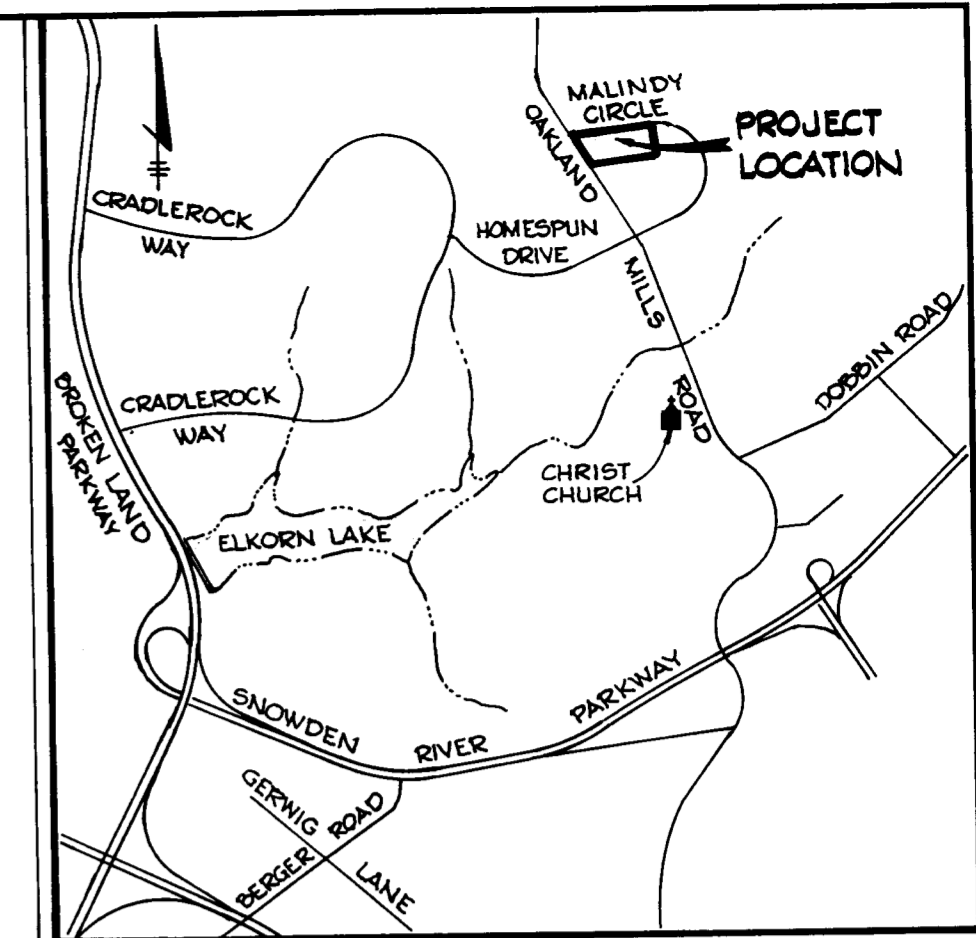 MALINDY
CIRCLE
PROJECT
LOCATION
OAKLAND
MILLS
ROAD
CRADLEROCK
WAY
HOMESPUN
DRIVE
DOBBIN ROAD
BROKEN LAND
PARKWAY
CRADLEROCK
WAY
CHRIST
CHURCH
ELKORN LAKE
SNOWDEN
RIVER
PARKWAY
GERWIG
LANE
BERGER ROAD